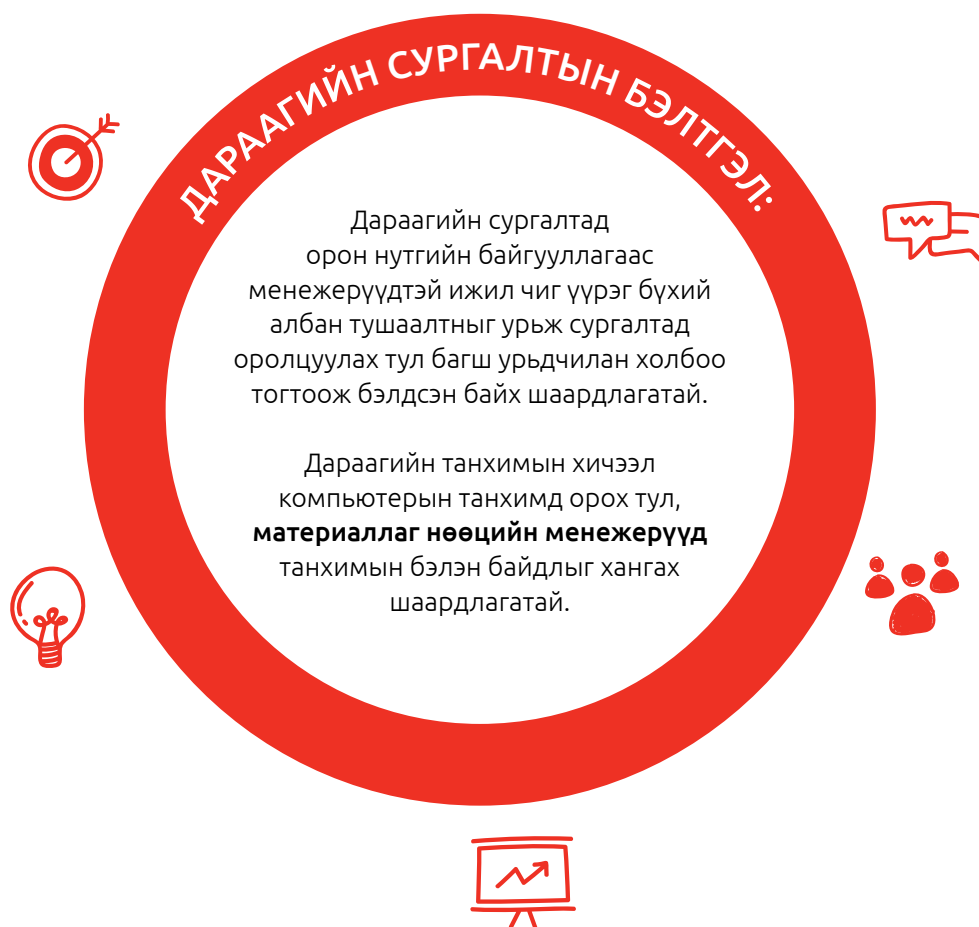 ДАРААГИЙН СУРГАЛТЫН БЭЛТГЭЛ:
Дараагийн сургалтад
орон нутгийн байгууллагаас
менежерүүдтэй ижил чиг үүрэг бүхий
албан тушаалтныг урьж сургалтад
оролцуулах тул багш урьдчилан холбоо
тогтоож бэлдсэн байх шаардлагатай.
Дараагийн танхимын хичээл
компьютерын танхимд орох тул,
материаллаг нөөцийн менежерүүд
танхимын бэлэн байдлыг хангах
шаардлагатай.